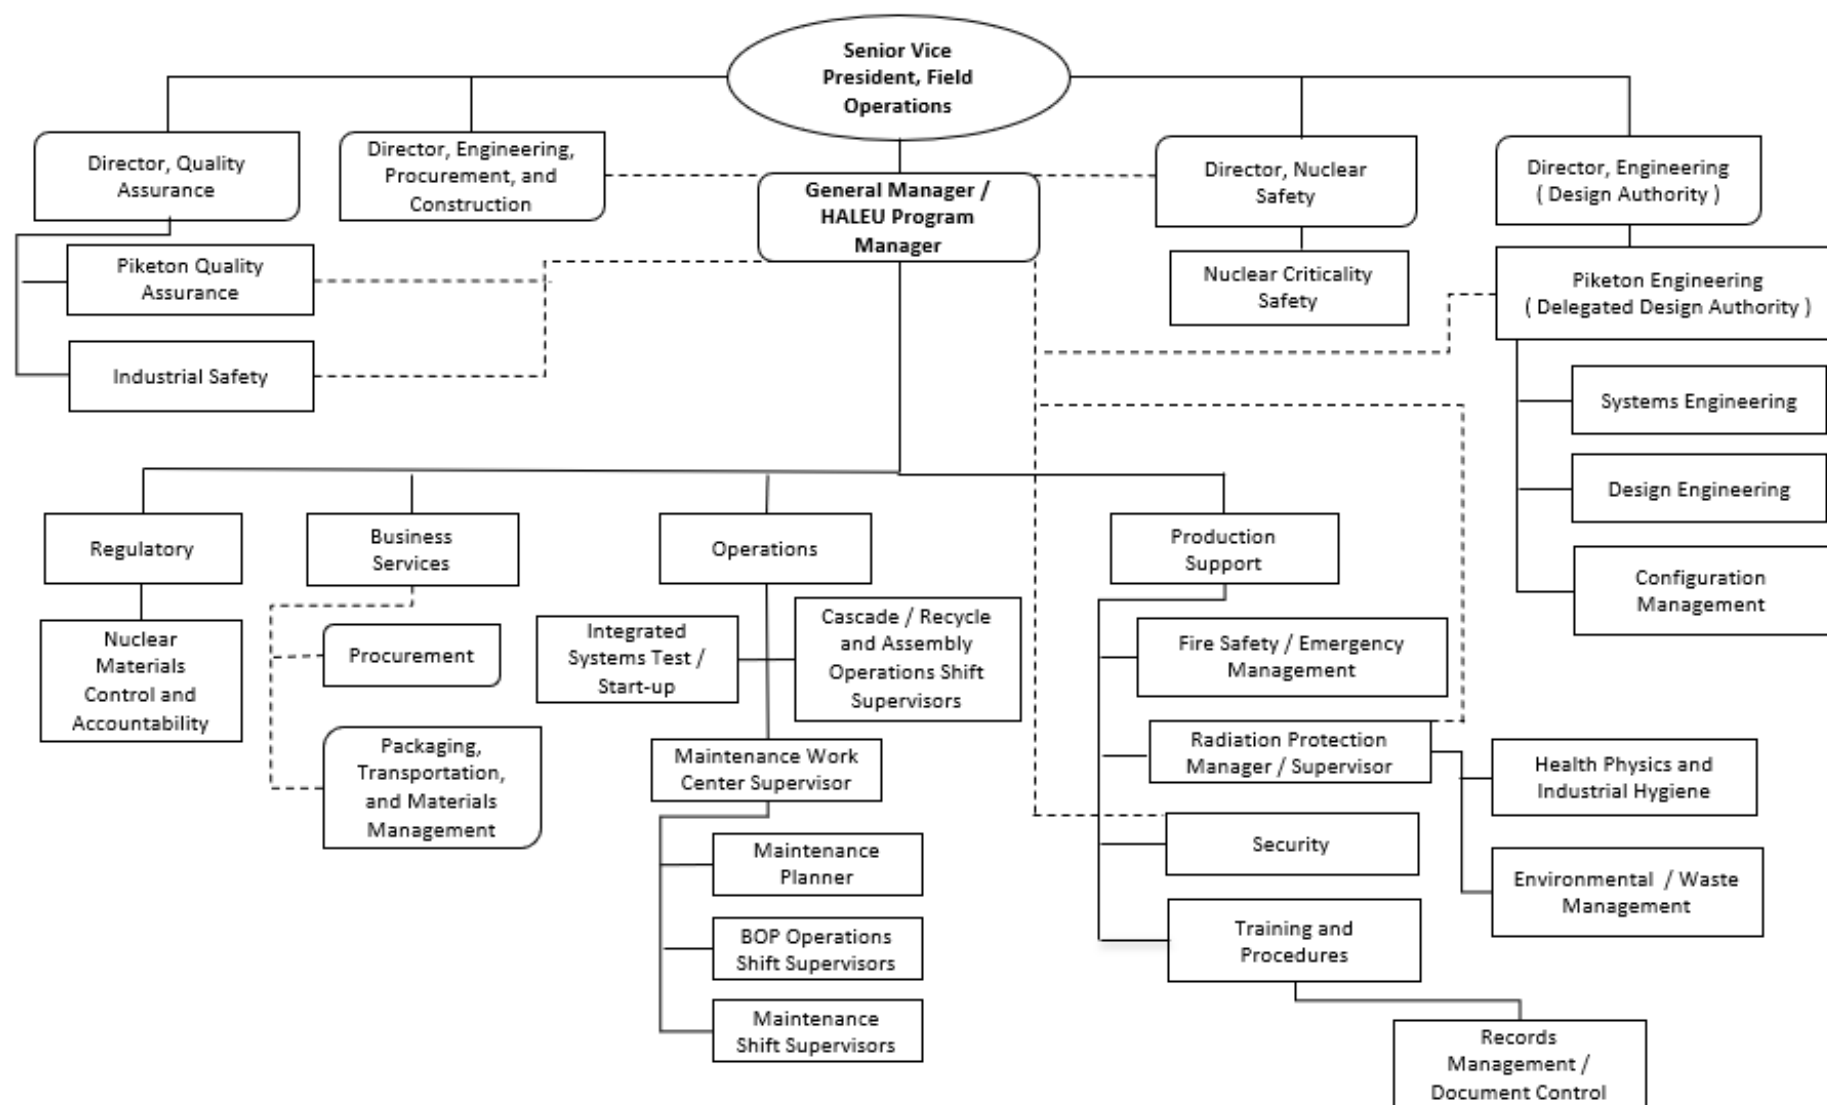 Senior Vice
President, Field
Operations
Director, Quality
Assurance
Director, Engineering,
Procurement, and
Construction
General Manager /
HALEU Program
Manager
Director, Nuclear
Safety
Director, Engineering
( Design Authority )
Piketon Quality
Assurance
Industrial Safety
Nuclear Criticality
Safety
Piketon Engineering
( Delegated Design Authority )
Systems Engineering
Design Engineering
Configuration
Management
Regulatory
Business
Services
Operations
Production
Support
Nuclear
Materials
Control and
Accountability
Procurement
Packaging,
Transportation,
and Materials
Management
Integrated
Systems Test /
Start-up
Cascade / Recycle
and Assembly
Operations Shift
Supervisors
Maintenance Work
Center Supervisor
Maintenance
Planner
BOP Operations
Shift Supervisors
Maintenance
Shift Supervisors
Fire Safety / Emergency
Management
Radiation Protection
Manager / Supervisor
Health Physics and
Industrial Hygiene
Security
Environmental / Waste
Management
Training and
Procedures
Records
Management /
Document Control